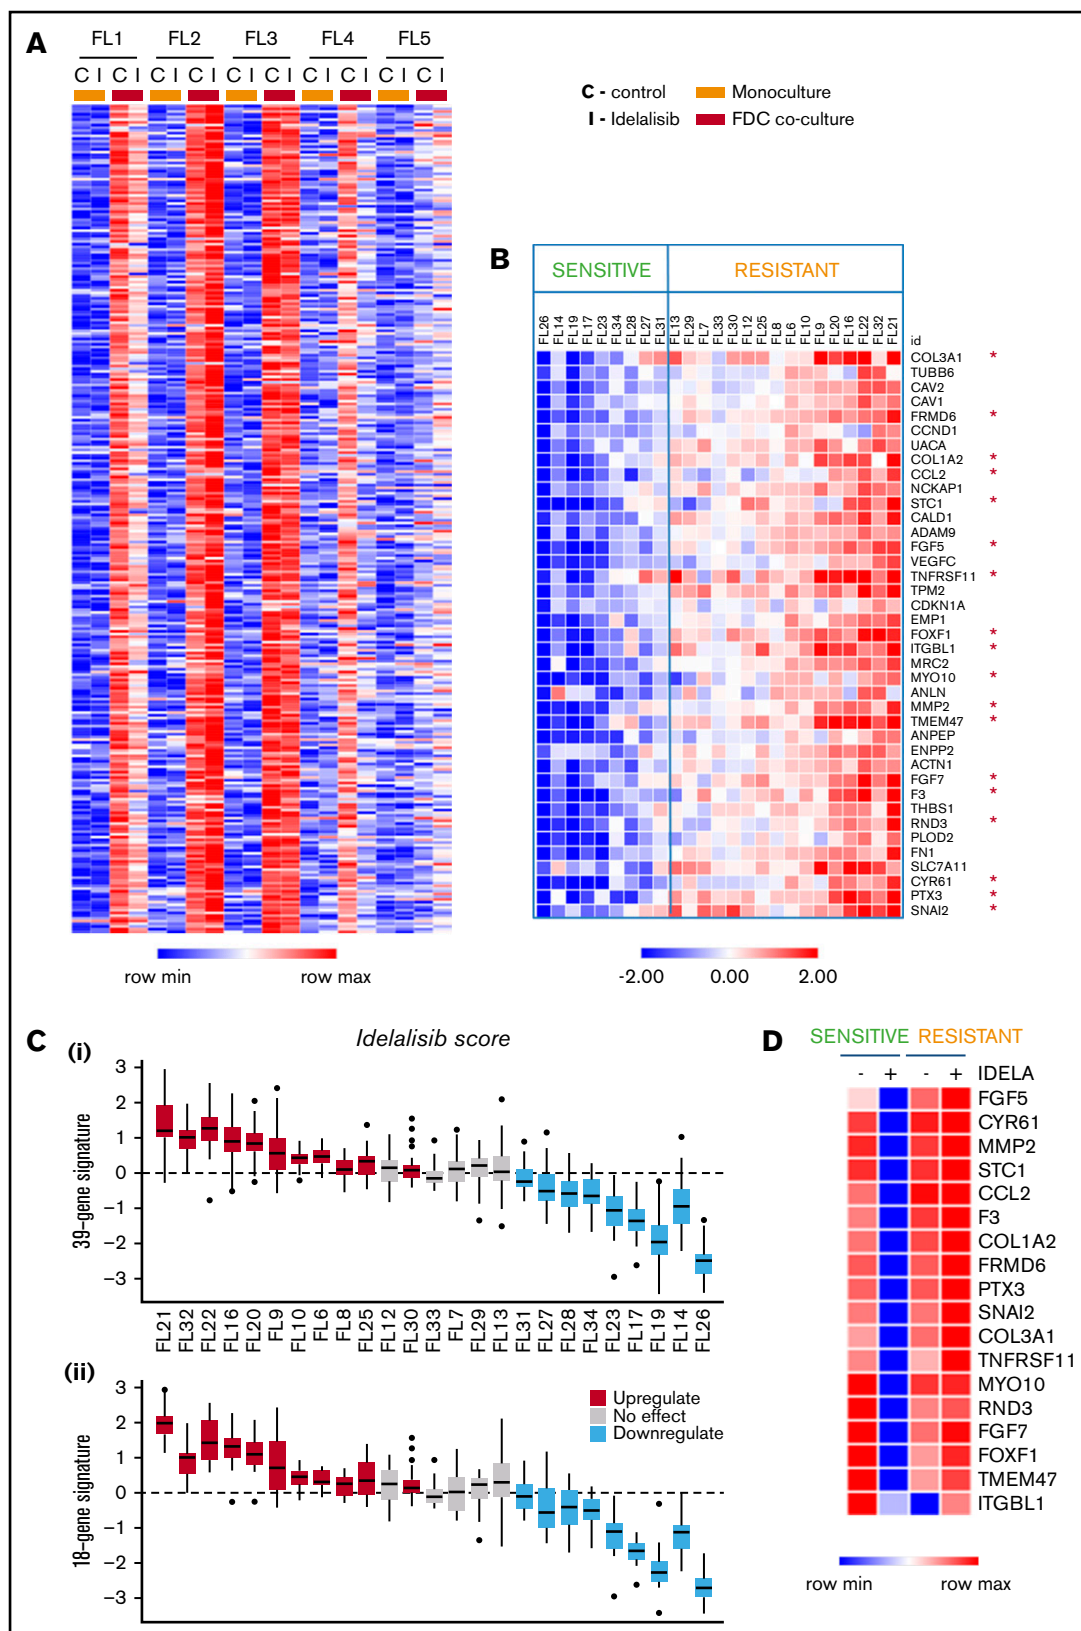 A
FL1 FL2 FL3 FL4 FL5
C I C I C I C I C I C I C I C I C I C I
C - control Monoculture
I - Idelalisib FDC co-culture
row min row max
B
SENSITIVE RESISTANT
FL26 FL14 FL19 FL17 FL23 FL34 FL28 FL27 FL31 FL13 FL29 FL7 FL33 FL30 FL12 FL25 FL8 FL6 FL10 FL9 FL20 FL16 FL22 FL32 FL21
id
COL3A1 *
TUBB6
CAV2
CAV1
FRMD6 *
CCND1
UACA
COL1A2 *
CCL2 *
NCKAP1
STC1 *
CALD1
ADAM9
FGF5 *
VEGFC
TNFRSF11 *
TPM2
CDKN1A
EMP1
FOXF1 *
ITGBL1 *
MRC2
MYO10 *
ANLN
MMP2 *
TMEM47 *
ANPEP
ENPP2
ACTN1
FGF7 *
F3 *
THBS1
RND3 *
PLOD2
FN1
SLC7A11
CYR61 *
PTX3 *
SNAI2 *
-2.00 0.00 2.00
C
(i)
Idelalisib score
39-gene signature
3
2
1
0
−1
−2
−3
FL21 FL32 FL22 FL16 FL20 FL9 FL10 FL6 FL8 FL25 FL12 FL30 FL33 FL7 FL29 FL13 FL31 FL27 FL28 FL34 FL23 FL17 FL19 FL14 FL26
(ii)
18-gene signature
3
2
1
0
−1
−2
−3
Upregulate
No effect
Downregulate
D
SENSITIVE RESISTANT
- + - + IDELA
FGF5
CYR61
MMP2
STC1
CCL2
F3
COL1A2
FRMD6
PTX3
SNAI2
COL3A1
TNFRSF11
MYO10
RND3
FGF7
FOXF1
TMEM47
ITGBL1
row min row max